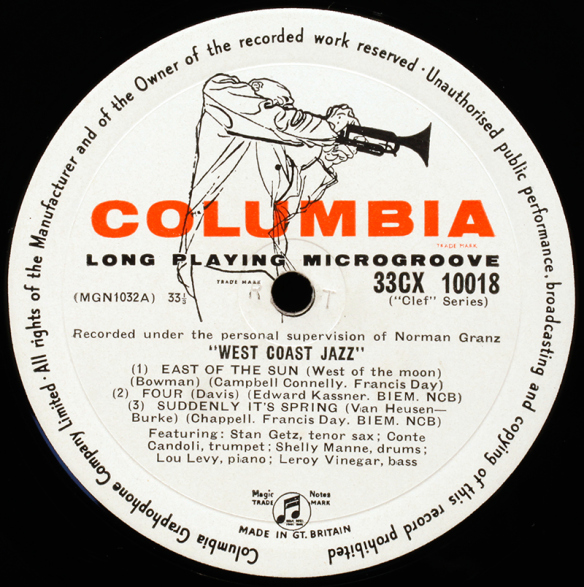 All rights of the Manufacturer and of the Owner of the recorded work reserved · Unauthorised public performance, broadcasting and copying of this record prohibited
COLUMBIA
TRADE MARK
LONG PLAYING MICROGROOVE
TRADE MARK
33CX 10018
(MGN1032A) 33⅓
("Clef" Series)
R T
Recorded under the personal supervision of Norman Granz
"WEST COAST JAZZ"
(1) EAST OF THE SUN (West of the moon)
(Bowman) (Campbell Connelly. Francis Day)
(2) FOUR (Davis) (Edward Kassner. BIEM. NCB)
(3) SUDDENLY IT'S SPRING (Van Heusen—
Burke) (Chappell. Francis Day. BIEM. NCB)
Featuring: Stan Getz, tenor sax; Conte
Candoli, trumpet; Shelly Manne, drums;
Lou Levy, piano; Leroy Vinegar, bass
Magic Notes
TRADE MARK
MADE IN GT. BRITAIN
Columbia Graphophone Company Limited ·